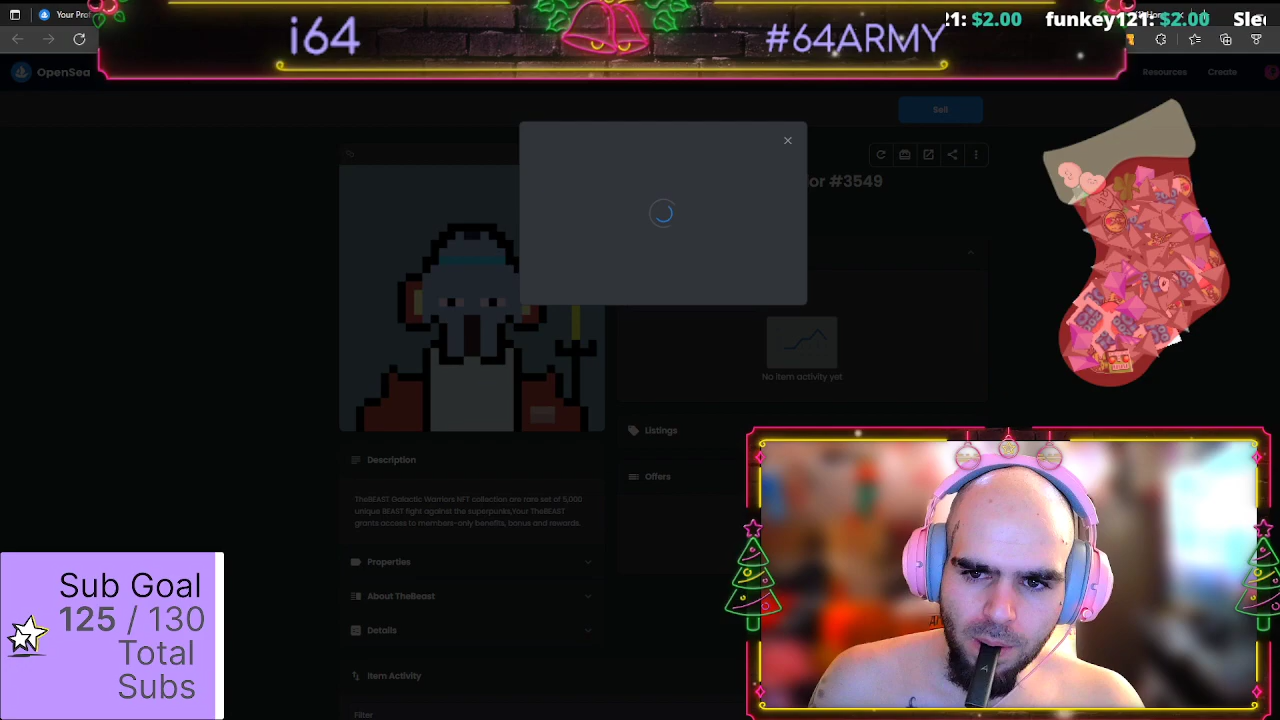 Your Pro
i64
#64ARMY
21: $2.00 funkey121: $2.00 Slee
OpenSea
Resources
Create
Sell
or #3549
No item activity yet
Listings
Offers
Description
TheBEAST Galactic Warriors NFT collection are rare set of 5,000
unique BEAST fight against the superpunks,Your TheBEAST
grants access to members-only benefits, bonus and rewards.
Properties
About TheBeast
Details
Item Activity
Filter
Sub Goal
125 / 130
Total
Subs